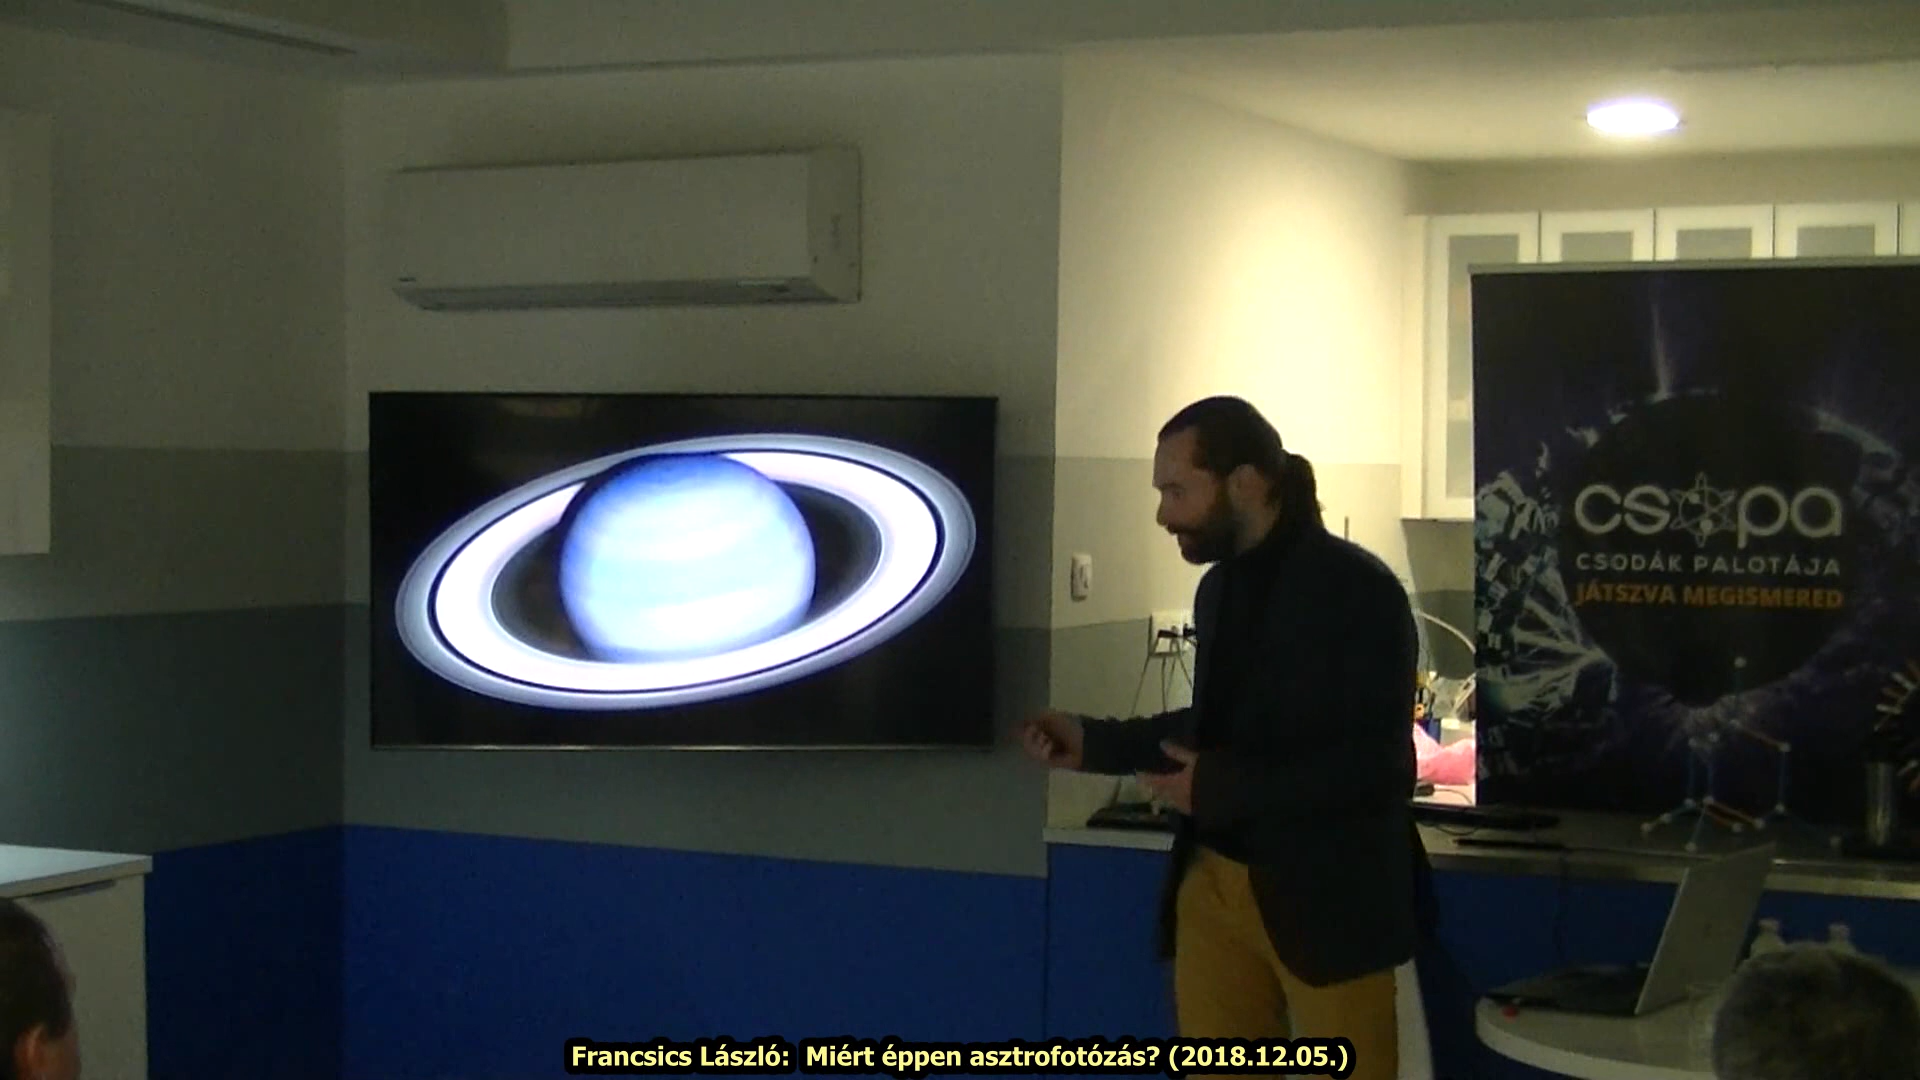 csopa
CSODÁK PALOTÁJA
JÁTSZVA MEGISMERED
Francsics László: Miért éppen asztrofotózás? (2018.12.05.)